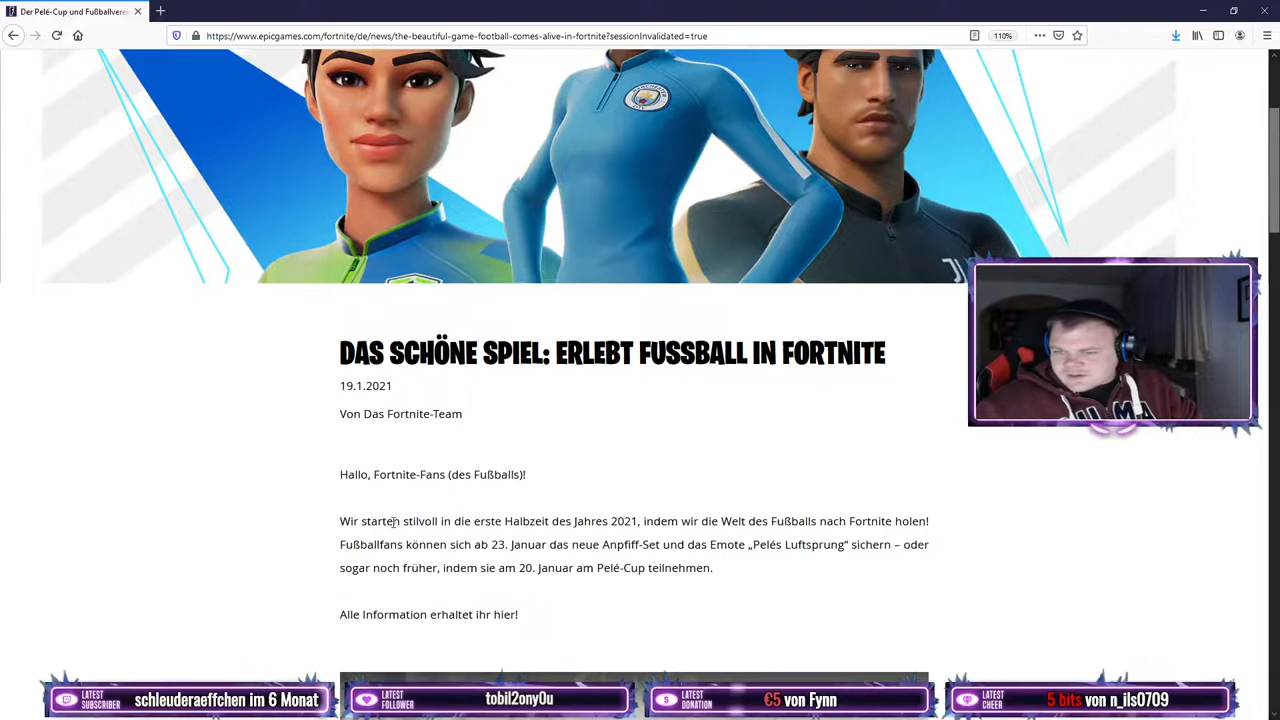 Der Pelé-Cup und Fußballverein
https://www.epicgames.com/fortnite/de/news/the-beautiful-game-football-comes-alive-in-fortnite?sessionInvalidated=true
110%
MANCHESTER
CITY
DAS SCHÖNE SPIEL: ERLEBT FUSSBALL IN FORTNITE
19.1.2021
Von Das Fortnite-Team
Hallo, Fortnite-Fans (des Fußballs)!
Wir starten stilvoll in die erste Halbzeit des Jahres 2021, indem wir die Welt des Fußballs nach Fortnite holen!
Fußballfans können sich ab 23. Januar das neue Anpfiff-Set und das Emote „Pelés Luftsprung“ sichern – oder
sogar noch früher, indem sie am 20. Januar am Pelé-Cup teilnehmen.
Alle Information erhaltet ihr hier!
LATEST
SUBSCRIBER
schleuderaeffchen im 6 Monat
LATEST
FOLLOWER
tobil2ony0u
LATEST
DONATION
€5 von Fynn
LATEST
CHEER
5 bits von n_ils0709